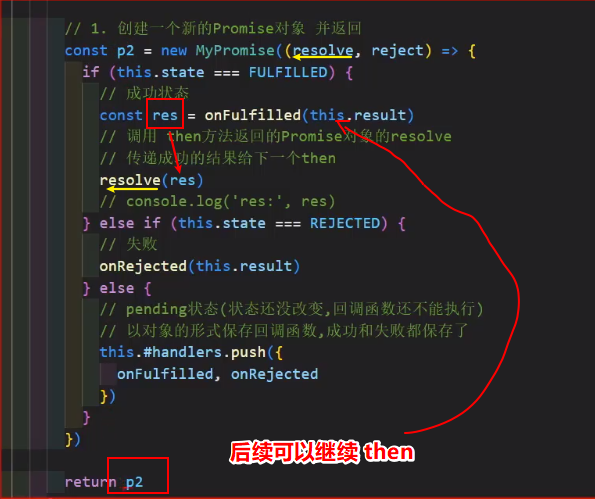 // 1. 创建一个新的Promise对象 并返回
const p2 = new MyPromise((resolve, reject) => {
if (this.state === FULFILLED) {
// 成功状态
const res = onFulfilled(this.result)
// 调用 then方法返回的Promise对象的resolve
// 传递成功的结果给下一个then
resolve(res)
// console.log('res:', res)
} else if (this.state === REJECTED) {
// 失败
onRejected(this.result)
} else {
// pending状态(状态还没改变,回调函数还不能执行)
// 以对象的形式保存回调函数,成功和失败都保存了
this.#handlers.push({
onFulfilled, onRejected
})
}
})
后续可以继续 then
return p2